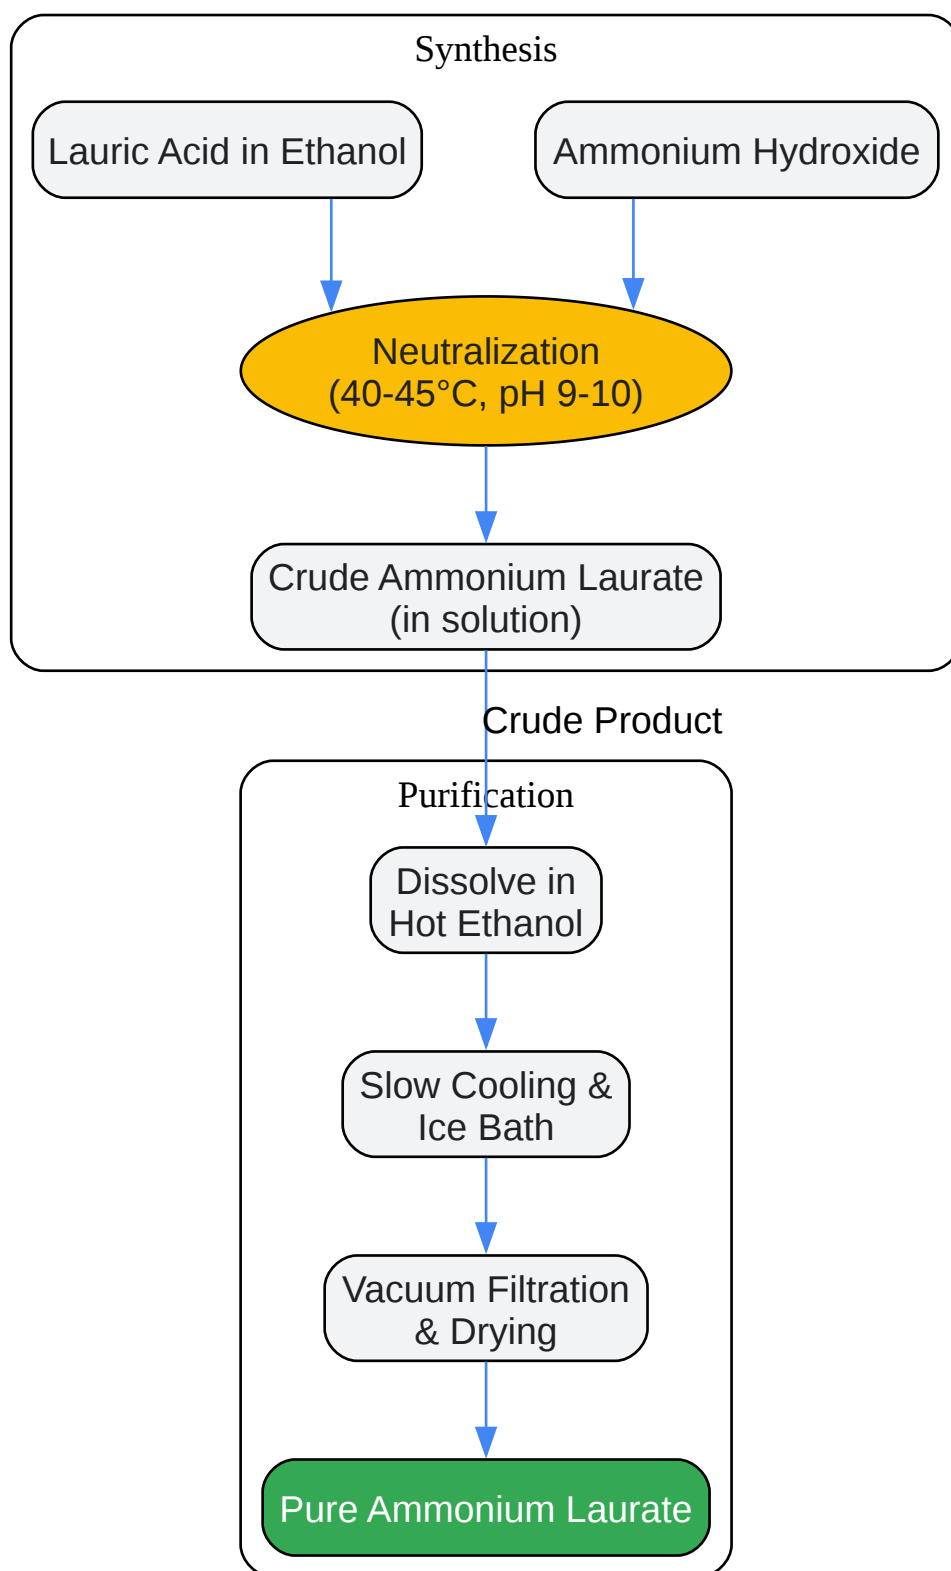 Synthesis
Lauric Acid in Ethanol
Ammonium Hydroxide
Neutralization
(40-45°C, pH 9-10)
Crude Ammonium Laurate
(in solution)
Crude Product
Purification
Dissolve in
Hot Ethanol
Slow Cooling &
Ice Bath
Vacuum Filtration
& Drying
Pure Ammonium Laurate